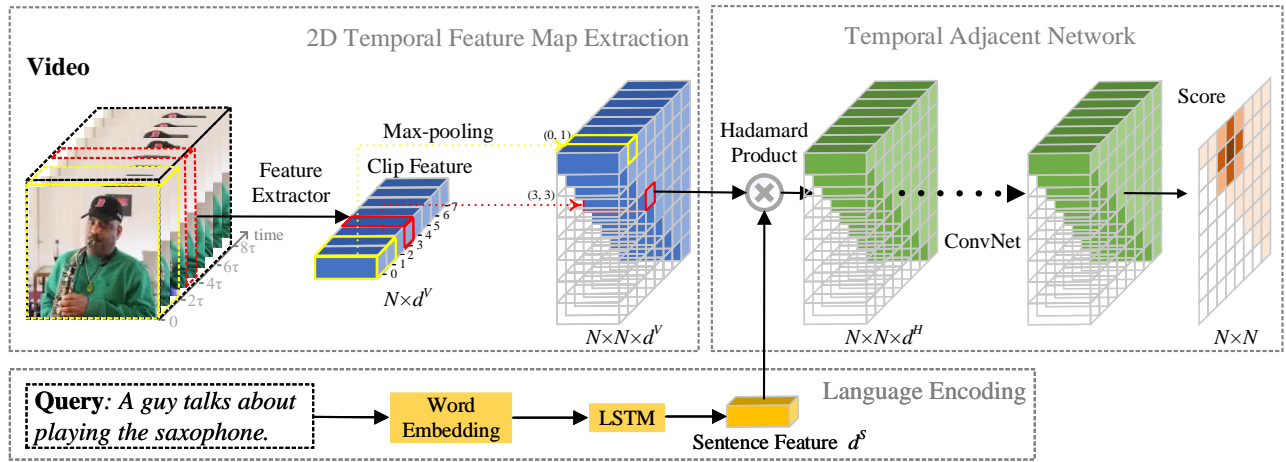 2D Temporal Feature Map Extraction
Video
Feature
Extractor
Max-pooling
Clip Feature
(0, 1)
(3, 3)
time
8τ
6τ
4τ
2τ
0
7
6
5
4
3
2
1
0
N×d^V
N×N×d^V
Temporal Adjacent Network
Hadamard
Product
ConvNet
Score
N×N×d^H
N×N
Language Encoding
Query: A guy talks about
playing the saxophone.
Word
Embedding
LSTM
Sentence Feature d^S